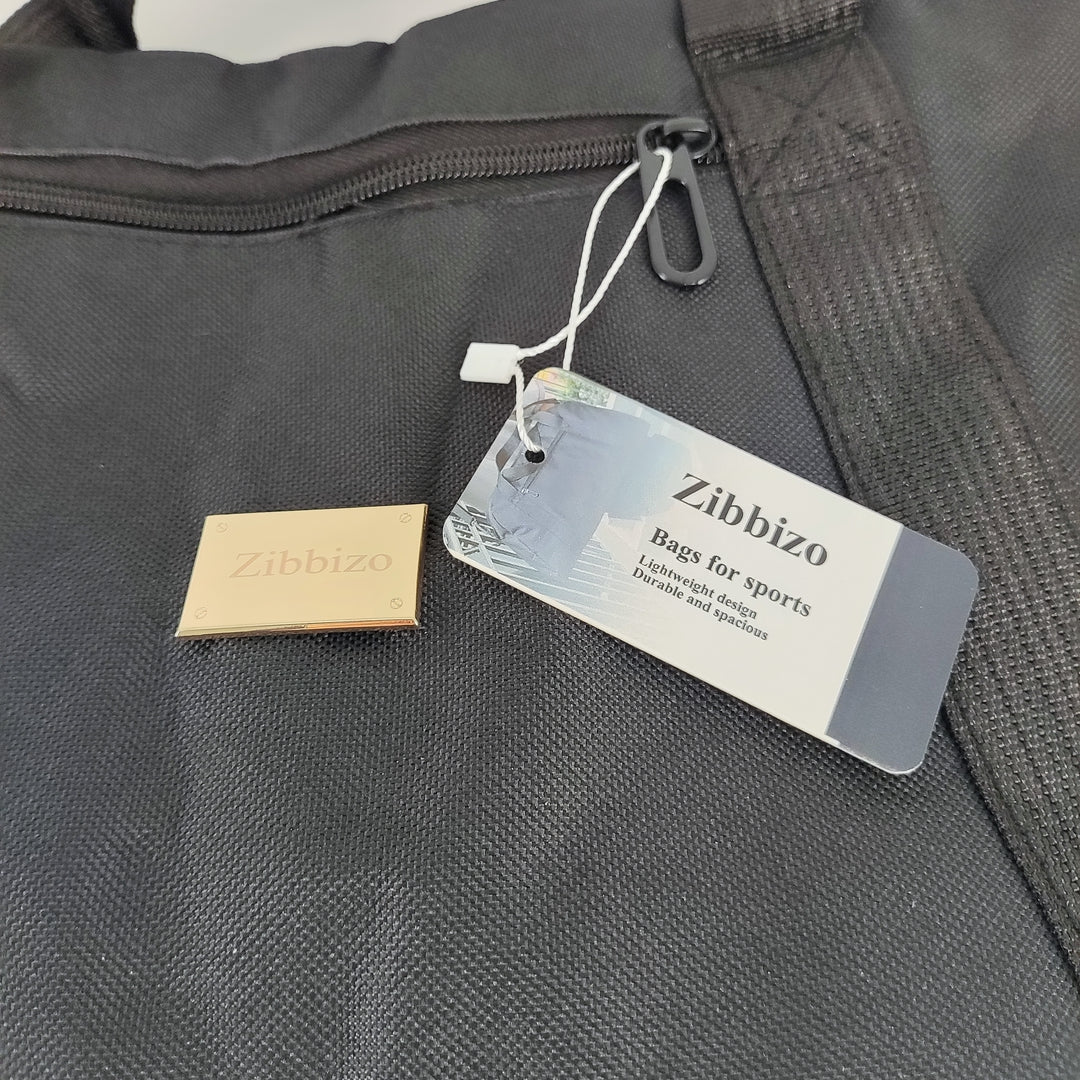 Zibbizo
Zibbizo
Bags for sports
Lightweight design
Durable and spacious